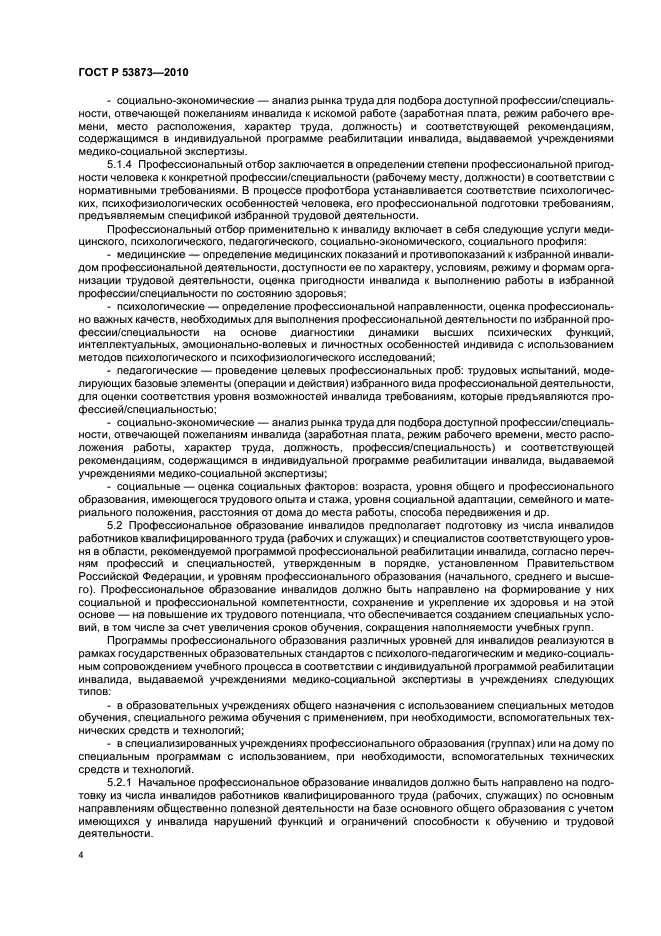 ГОСТ Р 53873—2010
- социально-экономические — анализ рынка труда для подбора доступной профессии/специаль-
ности, отвечающей пожеланиям инвалида к искомой работе (заработная плата, режим рабочего вре-
мени, место расположения, характер труда, должность) и соответствующей рекомендациям,
содержащимся в индивидуальной программе реабилитации инвалида, выдаваемой учреждениями
медико-социальной экспертизы.
5.1.4 Профессиональный отбор заключается в определении степени профессиональной пригод-
ности человека к конкретной профессии/специальности (рабочему месту, должности) в соответствии с
нормативными требованиями. В процессе профотбора устанавливается соответствие психологичес-
ких, психофизиологических особенностей человека, его профессиональной подготовки требованиям,
предъявляемым спецификой избранной трудовой деятельности.
Профессиональный отбор применительно к инвалиду включает в себя следующие услуги меди-
цинского, психологического, педагогического, социально-экономического, социального профиля:
- медицинские — определение медицинских показаний и противопоказаний к избранной инвали-
дом профессиональной деятельности, доступности ее по характеру, условиям, режиму и формам орга-
низации трудовой деятельности, оценка пригодности инвалида к выполнению работы в избранной
профессии/специальности по состоянию здоровья;
- психологические — определение профессиональной направленности, оценка профессиональ-
но важных качеств, необходимых для выполнения профессиональной деятельности по избранной про-
фессии/специальности на основе диагностики динамики высших психических функций,
интеллектуальных, эмоционально-волевых и личностных особенностей индивида с использованием
методов психологического и психофизиологического исследований;
- педагогические — проведение целевых профессиональных проб: трудовых испытаний, моде-
лирующих базовые элементы (операции и действия) избранного вида профессиональной деятельности,
для оценки соответствия уровня возможностей инвалида требованиям, которые предъявляются про-
фессией/специальностью;
- социально-экономические — анализ рынка труда для подбора доступной профессии/специаль-
ности, отвечающей пожеланиям инвалида (заработная плата, режим рабочего времени, место распо-
ложения работы, характер труда, должность, профессия/специальность) и соответствующей
рекомендациям, содержащимся в индивидуальной программе реабилитации инвалида, выдаваемой
учреждениями медико-социальной экспертизы;
- социальные — оценка социальных факторов: возраста, уровня общего и профессионального
образования, имеющегося трудового опыта и стажа, уровня социальной адаптации, семейного и мате-
риального положения, расстояния от дома до места работы, способа передвижения и др.
5.2 Профессиональное образование инвалидов предполагает подготовку из числа инвалидов
работников квалифицированного труда (рабочих и служащих) и специалистов соответствующего уров-
ня в области, рекомендуемой программой профессиональной реабилитации инвалида, согласно переч-
ням профессий и специальностей, утвержденным в порядке, установленном Правительством
Российской Федерации, и уровням профессионального образования (начального, среднего и высше-
го). Профессиональное образование инвалидов должно быть направлено на формирование у них
социальной и профессиональной компетентности, сохранение и укрепление их здоровья и на этой
основе — на повышение их трудового потенциала, что обеспечивается созданием специальных усло-
вий, в том числе за счет увеличения сроков обучения, сокращения наполняемости учебных групп.
Программы профессионального образования различных уровней для инвалидов реализуются в
рамках государственных образовательных стандартов с психолого-педагогическим и медико-социаль-
ным сопровождением учебного процесса в соответствии с индивидуальной программой реабилитации
инвалида, выдаваемой учреждениями медико-социальной экспертизы в учреждениях следующих
типов:
- в образовательных учреждениях общего назначения с использованием специальных методов
обучения, специального режима обучения с применением, при необходимости, вспомогательных тех-
нических средств и технологий;
- в специализированных учреждениях профессионального образования (группах) или на дому по
специальным программам с использованием, при необходимости, вспомогательных технических
средств и технологий.
5.2.1 Начальное профессиональное образование инвалидов должно быть направлено на подго-
товку из числа инвалидов работников квалифицированного труда (рабочих, служащих) по основным
направлениям общественно полезной деятельности на базе основного общего образования с учетом
имеющихся у инвалида нарушений функций и ограничений способности к обучению и трудовой
деятельности.
4